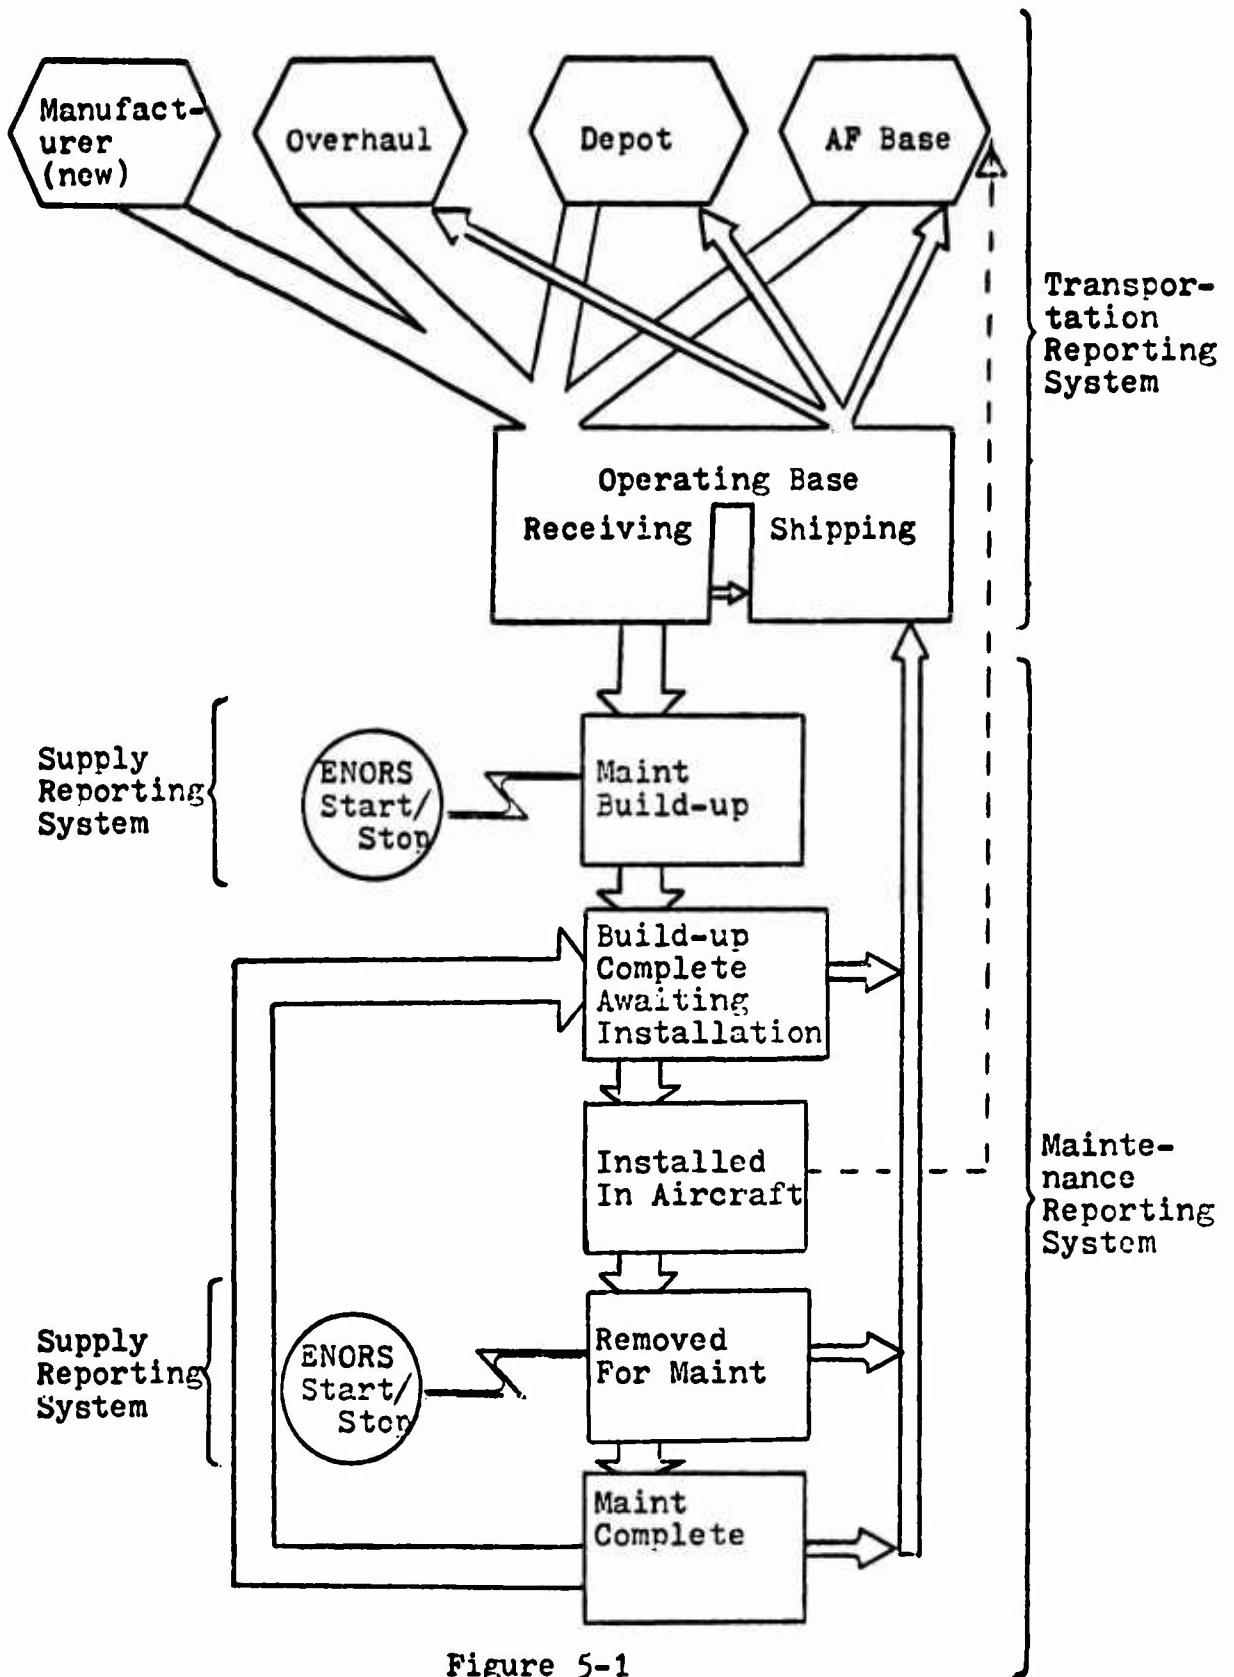 Manufact-
urer
(new)
Overhaul
Depot
AF Base
Transpor-
tation
Reporting
System
Operating Base
Receiving
Shipping
Supply
Reporting
System
ENORS
Start/
Stop
Maint
Build-up
Build-up
Complete
Awaiting
Installation
Installed
In Aircraft
Mainte-
nance
Reporting
System
Supply
Reporting
System
ENORS
Start/
Stop
Removed
For Maint
Maint
Complete
Figure 5-1